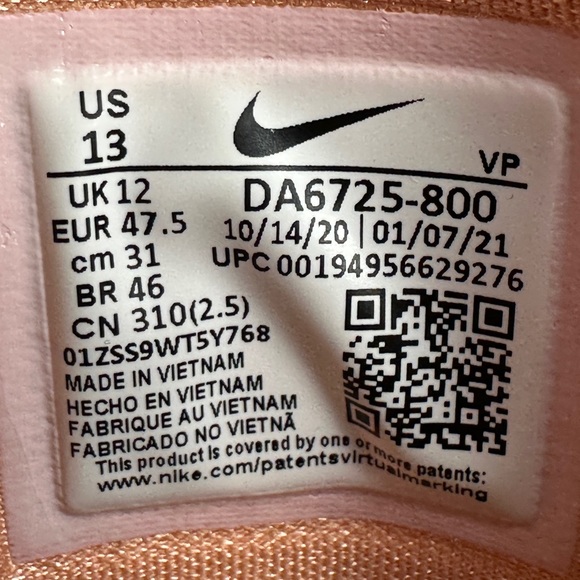 US
13
VP
UK 12
DA6725-800
EUR 47.5
10/14/20 | 01/07/21
cm 31
UPC 00194956629276
BR 46
CN 310(2.5)
01ZSS9WT5Y768
MADE IN VIETNAM
HECHO EN VIETNAM
FABRIQUE AU VIETNAM
FABRICADO NO VIETNÃ
This product is covered by one or more patents:
www.nike.com/patentsvirtualmarking